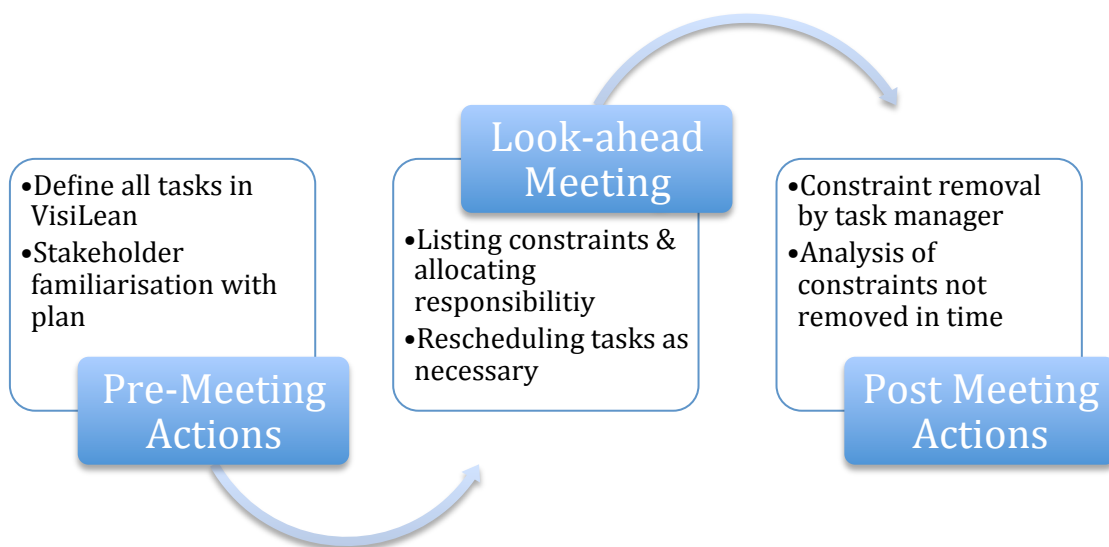 •Define all tasks in
VisiLean
•Stakeholder
familiarisation with
plan
Pre-Meeting
Actions
Look-ahead
Meeting
•Listing constraints &
allocating
responsibilitiy
•Rescheduling tasks as
necessary
•Constraint removal
by task manager
•Analysis of
constraints not
removed in time
Post Meeting
Actions